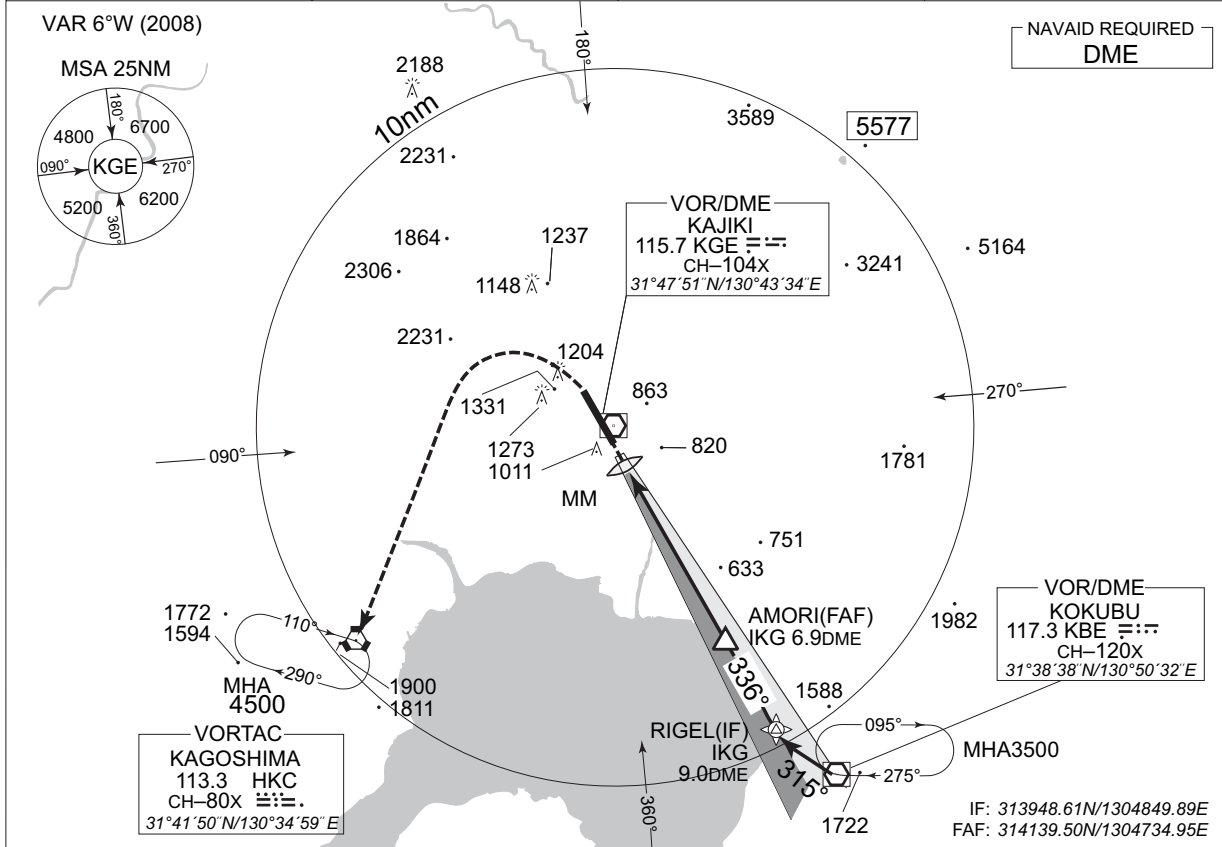 VAR 6°W (2008)
MSA 25NM
180°
4800
6700
090°
KGE
270°
5200
6200
360°
NAVAID REQUIRED
DME
180°
2188
10nm
3589
5577
2231
VOR/DME
KAJIKI
115.7 KGE
CH–104X
31°47´51¨N/130°43´34¨E
1864
1237
5164
2306
3241
1148
2231
1204
1331
863
270°
1273
820
1011
090°
1781
MM
751
633
AMORI(FAF)
IKG 6.9DME
VOR/DME
KOKUBU
117.3 KBE
CH–120X
31°38´38¨N/130°50´32¨E
1982
1772
110°
1594
290°
336°
MHA
4500
1900
1811
1588
RIGEL(IF)
IKG
9.0DME
095°
MHA3500
315°
275°
VORTAC
KAGOSHIMA
113.3 HKC
CH–80X
31°41´50¨N/130°34´59¨E
360°
1722
IF: 313948.61N/1304849.89E
FAF: 314139.50N/1304734.95E